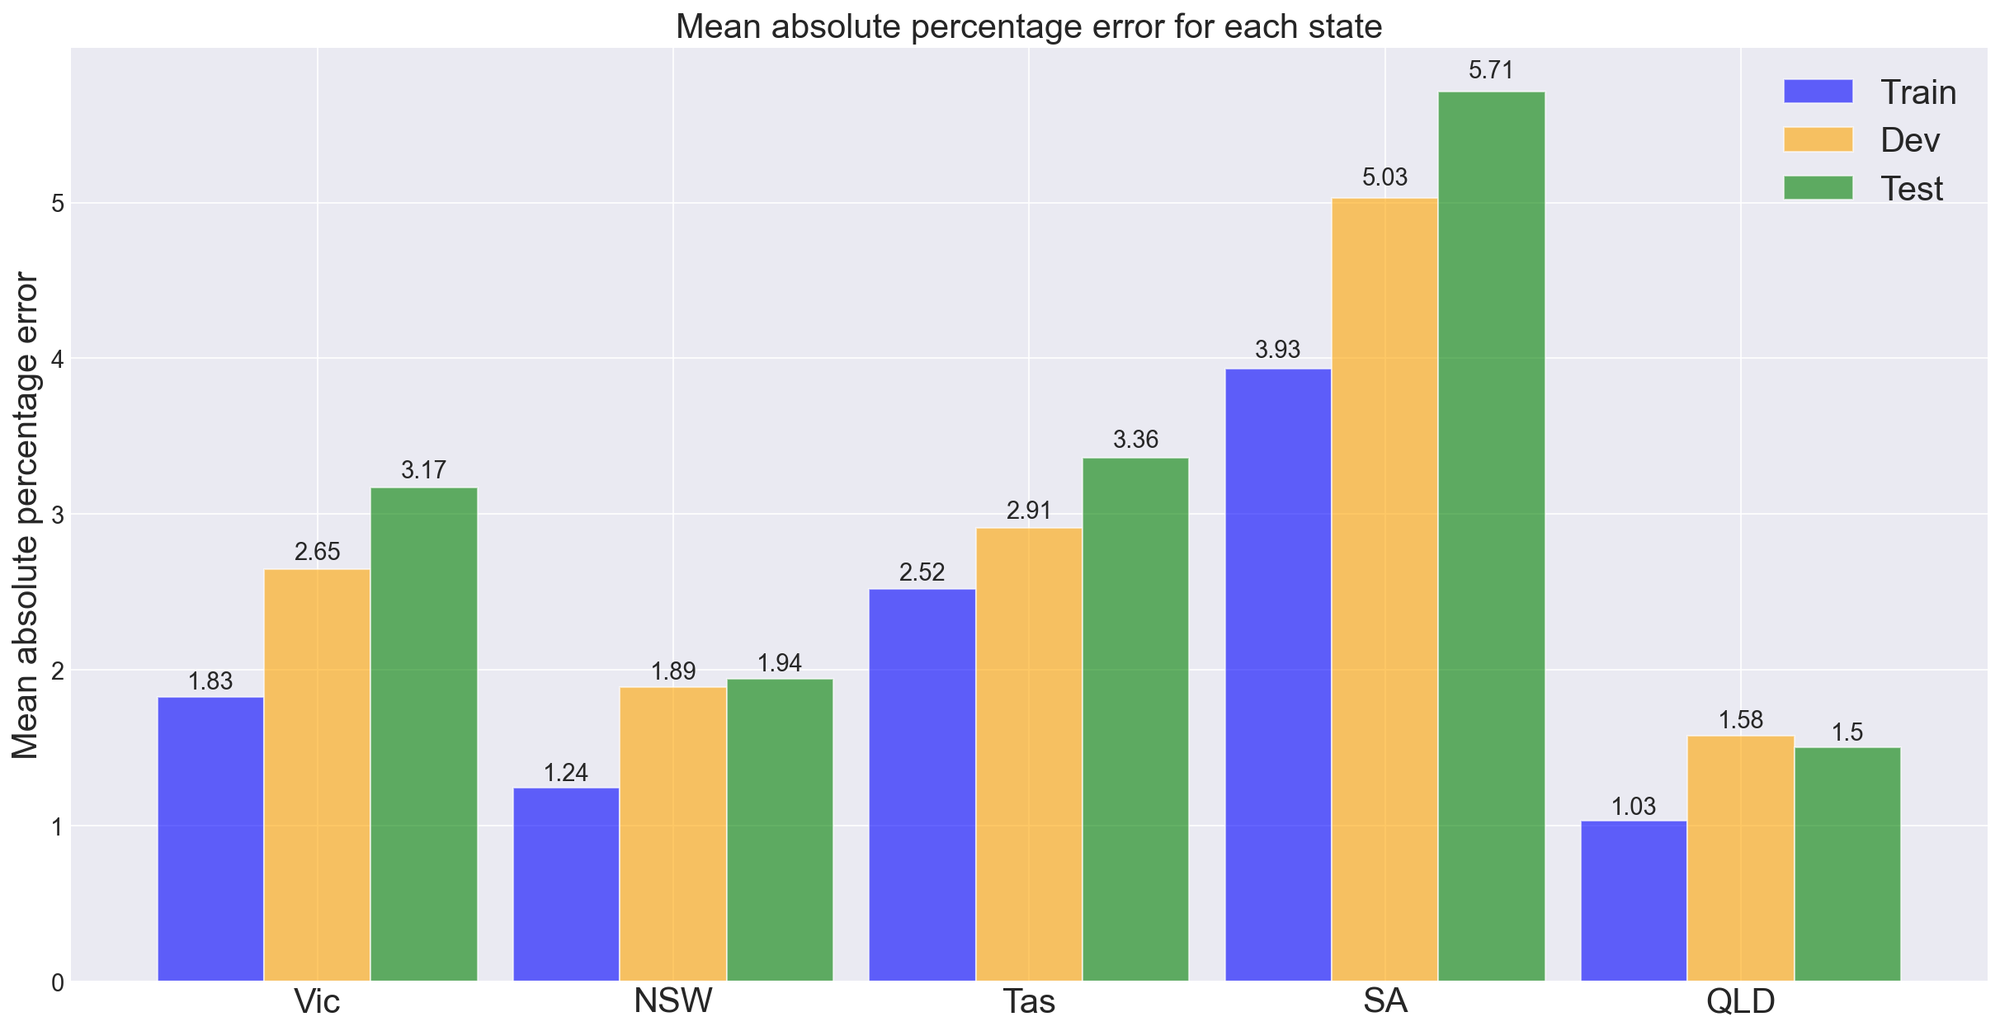 Mean absolute percentage error for each state
Mean absolute percentage error
5
4
3
2
1
0
1.83
2.65
3.17
1.24
1.89
1.94
2.52
2.91
3.36
3.93
5.03
5.71
1.03
1.58
1.5
Train
Dev
Test
Vic
NSW
Tas
SA
QLD